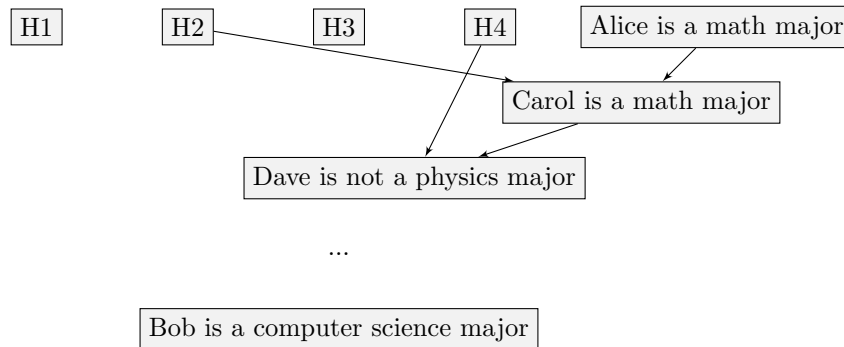 H1 H2 H3 H4 Alice is a math major
Carol is a math major
Dave is not a physics major
...
Bob is a computer science major